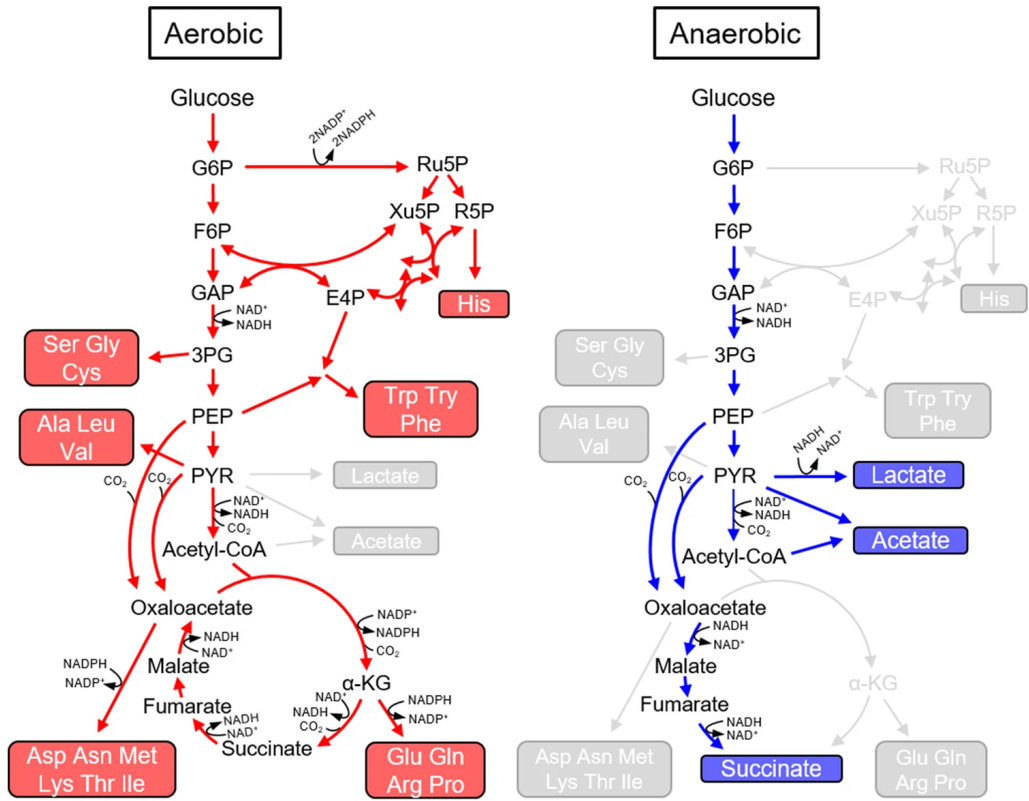 Aerobic
Glucose
2NADP⁺
2NADPH
G6P
Ru5P
Xu5P
R5P
F6P
GAP
E4P
His
NAD⁺
NADH
Ser Gly
Cys
3PG
PEP
Trp Try
Phe
Ala Leu
Val
PYR
Lactate
CO₂
CO₂
NAD⁺
NADH
CO₂
Acetate
Acetyl-CoA
Oxaloacetate
NADP⁺
NADPH
CO₂
NADH
NAD⁺
NADPH
NADP⁺
Malate
α-KG
Fumarate
NAD⁺
NADH
CO₂
NADPH
NADP⁺
NADH
NAD⁺
Succinate
Asp Asn Met
Lys Thr Ile
Glu Gln
Arg Pro
Anaerobic
Glucose
G6P
Ru5P
Xu5P
R5P
F6P
GAP
E4P
His
NAD⁺
NADH
Ser Gly
Cys
3PG
PEP
Trp Try
Phe
Ala Leu
Val
NADH
NAD⁺
PYR
Lactate
CO₂
CO₂
NAD⁺
NADH
CO₂
Acetate
Acetyl-CoA
Oxaloacetate
NADH
NAD⁺
Malate
α-KG
Fumarate
NADH
NAD⁺
Succinate
Asp Asn Met
Lys Thr Ile
Glu Gln
Arg Pro